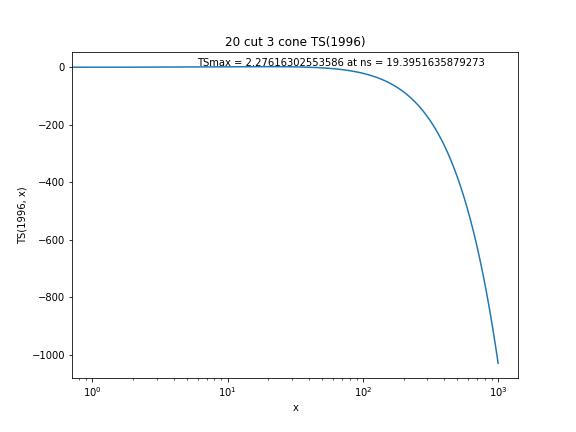 20 cut 3 cone TS(1996)
TSmax = 2.27616302553586 at ns = 19.3951635879273
TS(1996, x)
0
−200
−400
−600
−800
−1000
10⁰ 10¹ 10² 10³
x